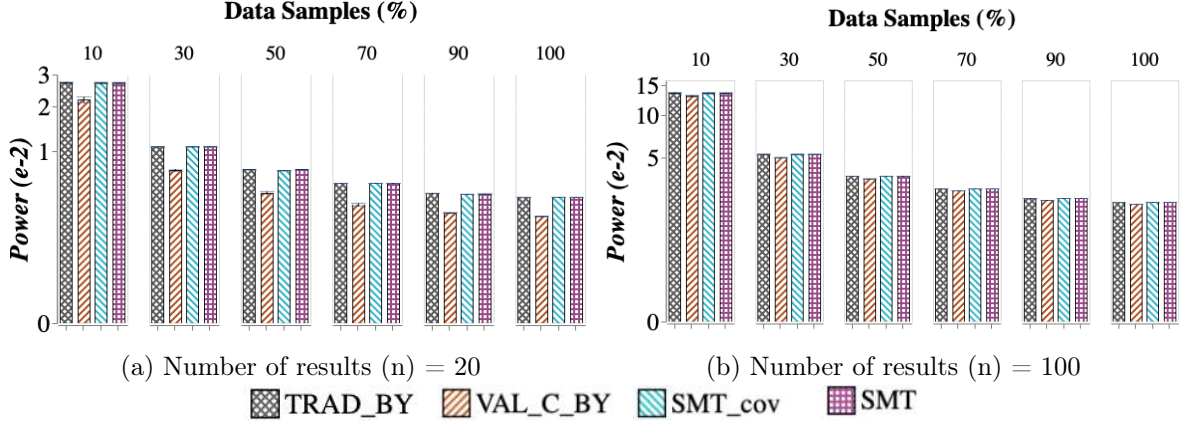 Data Samples (%)
10 30 50 70 90 100
Power (e-2)
3
2
1
0
(a) Number of results (n) = 20
Data Samples (%)
10 30 50 70 90 100
Power (e-2)
15
10
5
0
(b) Number of results (n) = 100
TRAD_BY VAL_C_BY SMT_cov SMT